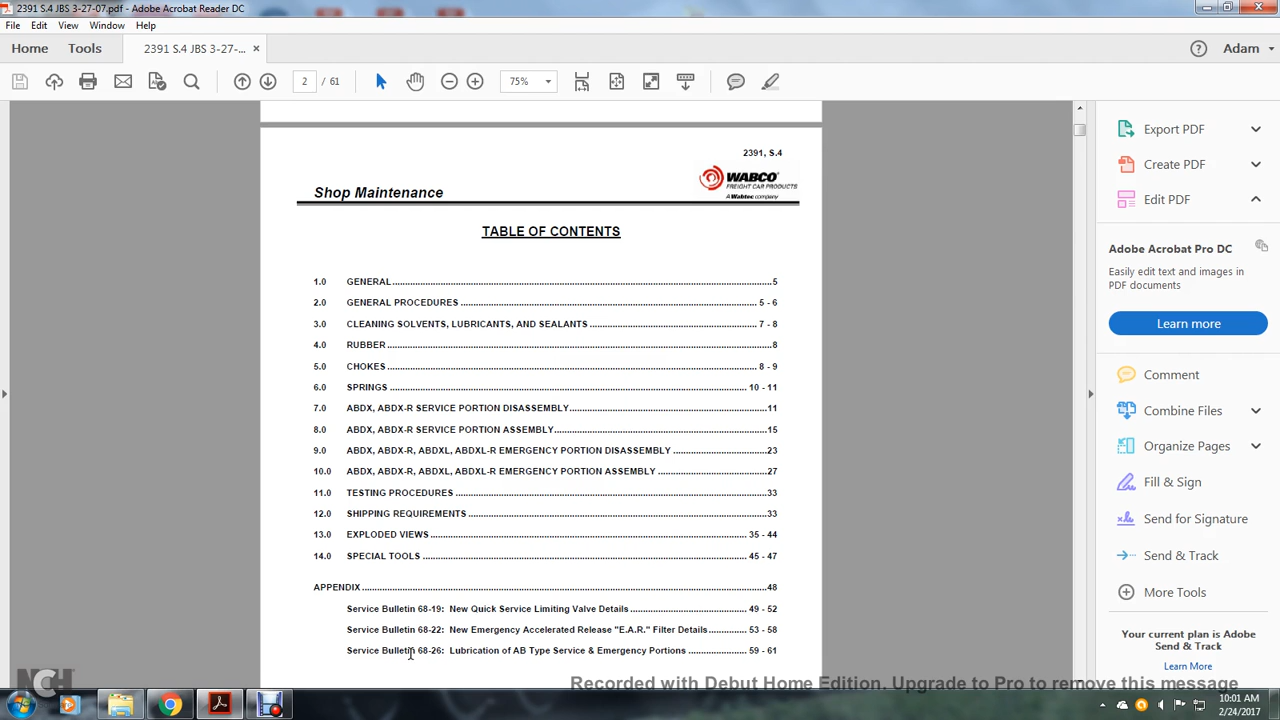 2391 S.4 JBS 3-27-07.pdf - Adobe Acrobat Reader DC
File Edit View Window Help
Home Tools 2391 S.4 JBS 3-27-... × Adam
2 / 61 75%
2391, S.4
WABCO
FREIGHT CAR PRODUCTS
A Wabtec company
Shop Maintenance
TABLE OF CONTENTS
1.0 GENERAL 5
2.0 GENERAL PROCEDURES 5 - 6
3.0 CLEANING SOLVENTS, LUBRICANTS, AND SEALANTS 7 - 8
4.0 RUBBER 8
5.0 CHOKES 8 - 9
6.0 SPRINGS 10 - 11
7.0 ABDX, ABDX-R SERVICE PORTION DISASSEMBLY 11
8.0 ABDX, ABDX-R SERVICE PORTION ASSEMBLY 15
9.0 ABDX, ABDX-R, ABDXL, ABDXL-R EMERGENCY PORTION DISASSEMBLY 23
10.0 ABDX, ABDX-R, ABDXL, ABDXL-R EMERGENCY PORTION ASSEMBLY 27
11.0 TESTING PROCEDURES 33
12.0 SHIPPING REQUIREMENTS 33
13.0 EXPLODED VIEWS 35 - 44
14.0 SPECIAL TOOLS 45 - 47
APPENDIX 48
Service Bulletin 68-19: New Quick Service Limiting Valve Details 49 - 52
Service Bulletin 68-22: New Emergency Accelerated Release "E.A.R." Filter Details 53 - 58
Service Bulletin 68-26: Lubrication of AB Type Service & Emergency Portions 59 - 61
Export PDF
Create PDF
Edit PDF
Adobe Acrobat Pro DC
Easily edit text and images in
PDF documents
Learn more
Comment
Combine Files
Organize Pages
Fill & Sign
Send for Signature
Send & Track
More Tools
Your current plan is Adobe
Send & Track
Learn More
NCH
Recorded with Debut Home Edition. Upgrade to Pro to remove this message
10:01 AM
2/24/2017